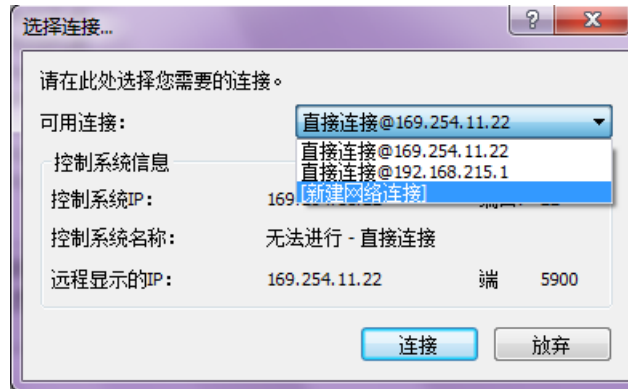 选择连接...
请在此处选择您需要的连接。
可用连接：
直接连接@169.254.11.22
直接连接@169.254.11.22
直接连接@192.168.215.1
[新建网络连接]
控制系统信息
控制系统IP：
169.
控制系统名称：
无法进行 - 直接连接
远程显示的IP：
169.254.11.22 端 5900
连接 放弃